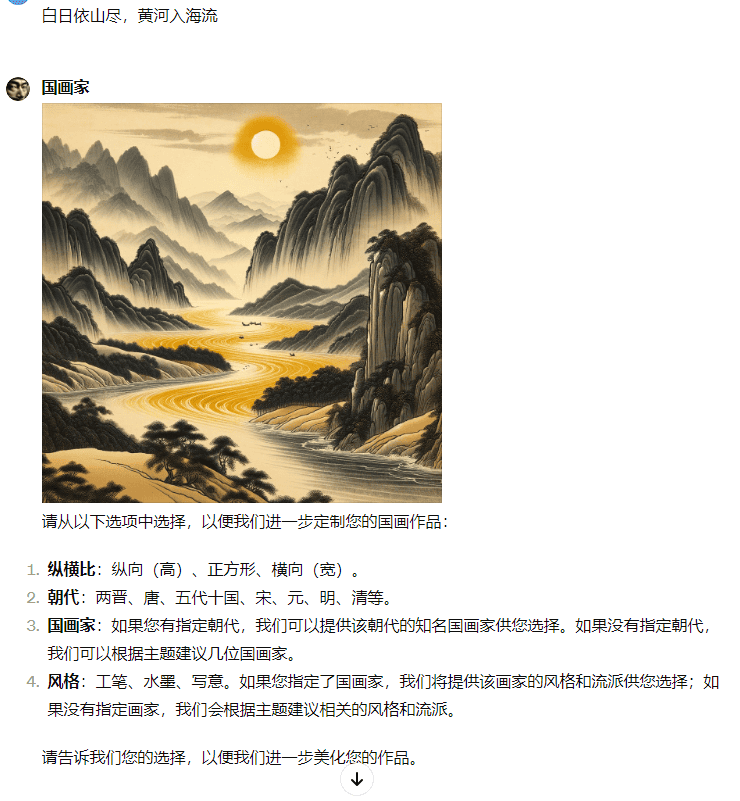 白日依山尽，黄河入海流
国画家
请从以下选项中选择，以便我们进一步定制您的国画作品：
1. 纵横比：纵向（高）、正方形、横向（宽）。
2. 朝代：两晋、唐、五代十国、宋、元、明、清等。
3. 国画家：如果您有指定朝代，我们可以提供该朝代的知名国画家供您选择。如果没有指定朝代，
我们可以根据主题建议几位国画家。
4. 风格：工笔、水墨、写意。如果您指定了国画家，我们将提供该画家的风格和流派供您选择；如
果没有指定画家，我们会根据主题建议相关的风格和流派。
请告诉我们您的选择，以便我们进一步美化您的作品。